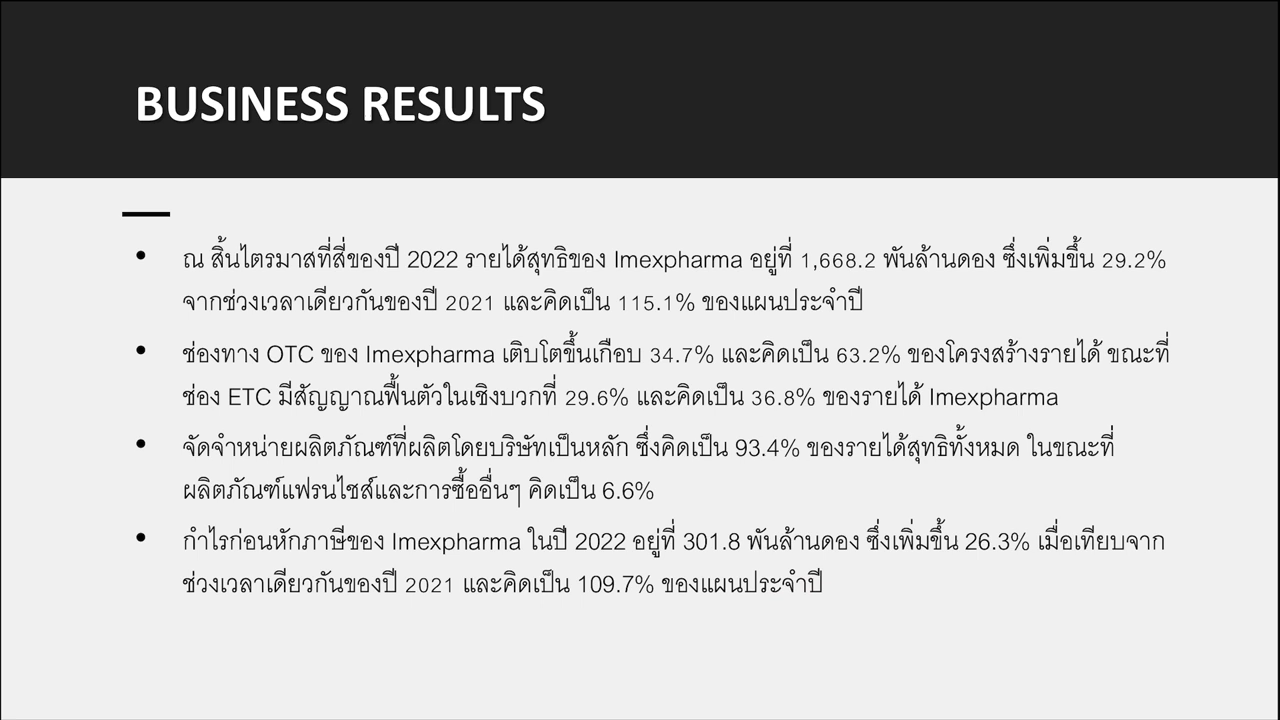 BUSINESS RESULTS
• ณ สิ้นไตรมาสที่สี่ของปี 2022 รายได้สุทธิของ Imexpharma อยู่ที่ 1,668.2 พันล้านดอง ซึ่งเพิ่มขึ้น 29.2%
จากช่วงเวลาเดียวกันของปี 2021 และคิดเป็น 115.1% ของแผนประจำปี
• ช่องทาง OTC ของ Imexpharma เติบโตขึ้นเกือบ 34.7% และคิดเป็น 63.2% ของโครงสร้างรายได้ ขณะที่
ช่อง ETC มีสัญญาณฟื้นตัวในเชิงบวกที่ 29.6% และคิดเป็น 36.8% ของรายได้ Imexpharma
• จัดจำหน่ายผลิตภัณฑ์ที่ผลิตโดยบริษัทเป็นหลัก ซึ่งคิดเป็น 93.4% ของรายได้สุทธิทั้งหมด ในขณะที่
ผลิตภัณฑ์แฟรนไชส์และการซื้ออื่นๆ คิดเป็น 6.6%
• กำไรก่อนหักภาษีของ Imexpharma ในปี 2022 อยู่ที่ 301.8 พันล้านดอง ซึ่งเพิ่มขึ้น 26.3% เมื่อเทียบจาก
ช่วงเวลาเดียวกันของปี 2021 และคิดเป็น 109.7% ของแผนประจำปี